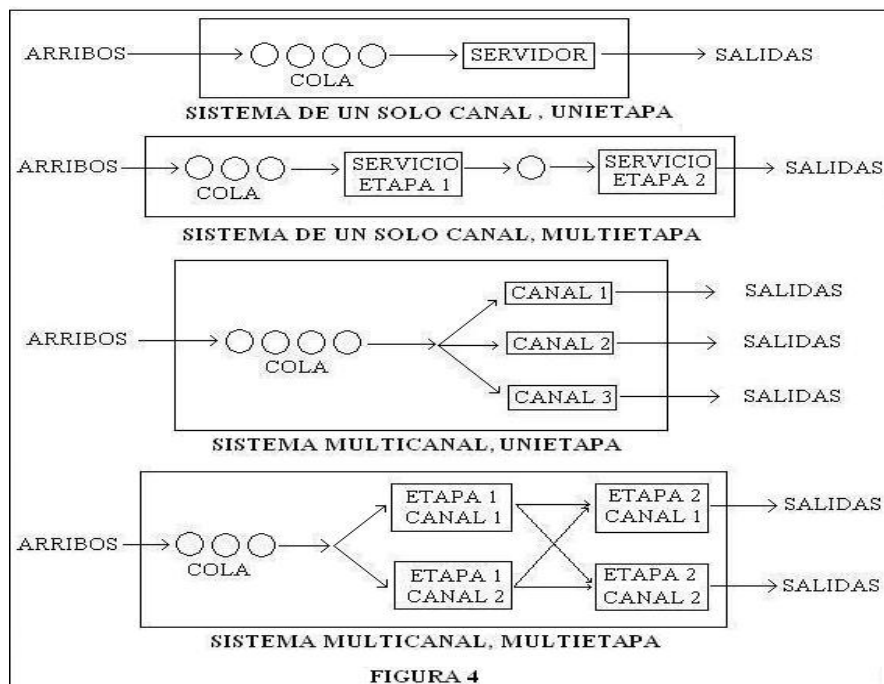 ARRIBOS
COLA
SERVIDOR
SALIDAS
SISTEMA DE UN SOLO CANAL , UNIETAPA
ARRIBOS
COLA
SERVICIO
ETAPA 1
SERVICIO
ETAPA 2
SALIDAS
SISTEMA DE UN SOLO CANAL, MULTIETAPA
ARRIBOS
COLA
CANAL 1
SALIDAS
CANAL 2
SALIDAS
CANAL 3
SALIDAS
SISTEMA MULTICANAL, UNIETAPA
ARRIBOS
COLA
ETAPA 1
CANAL 1
ETAPA 2
CANAL 1
SALIDAS
ETAPA 1
CANAL 2
ETAPA 2
CANAL 2
SALIDAS
SISTEMA MULTICANAL, MULTIETAPA
FIGURA 4